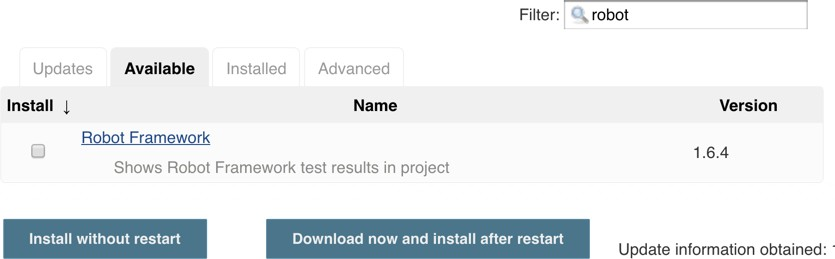 Filter: robot
Updates Available Installed Advanced
Install ↓ Name Version
Robot Framework
Shows Robot Framework test results in project
1.6.4
Install without restart Download now and install after restart Update information obtained: